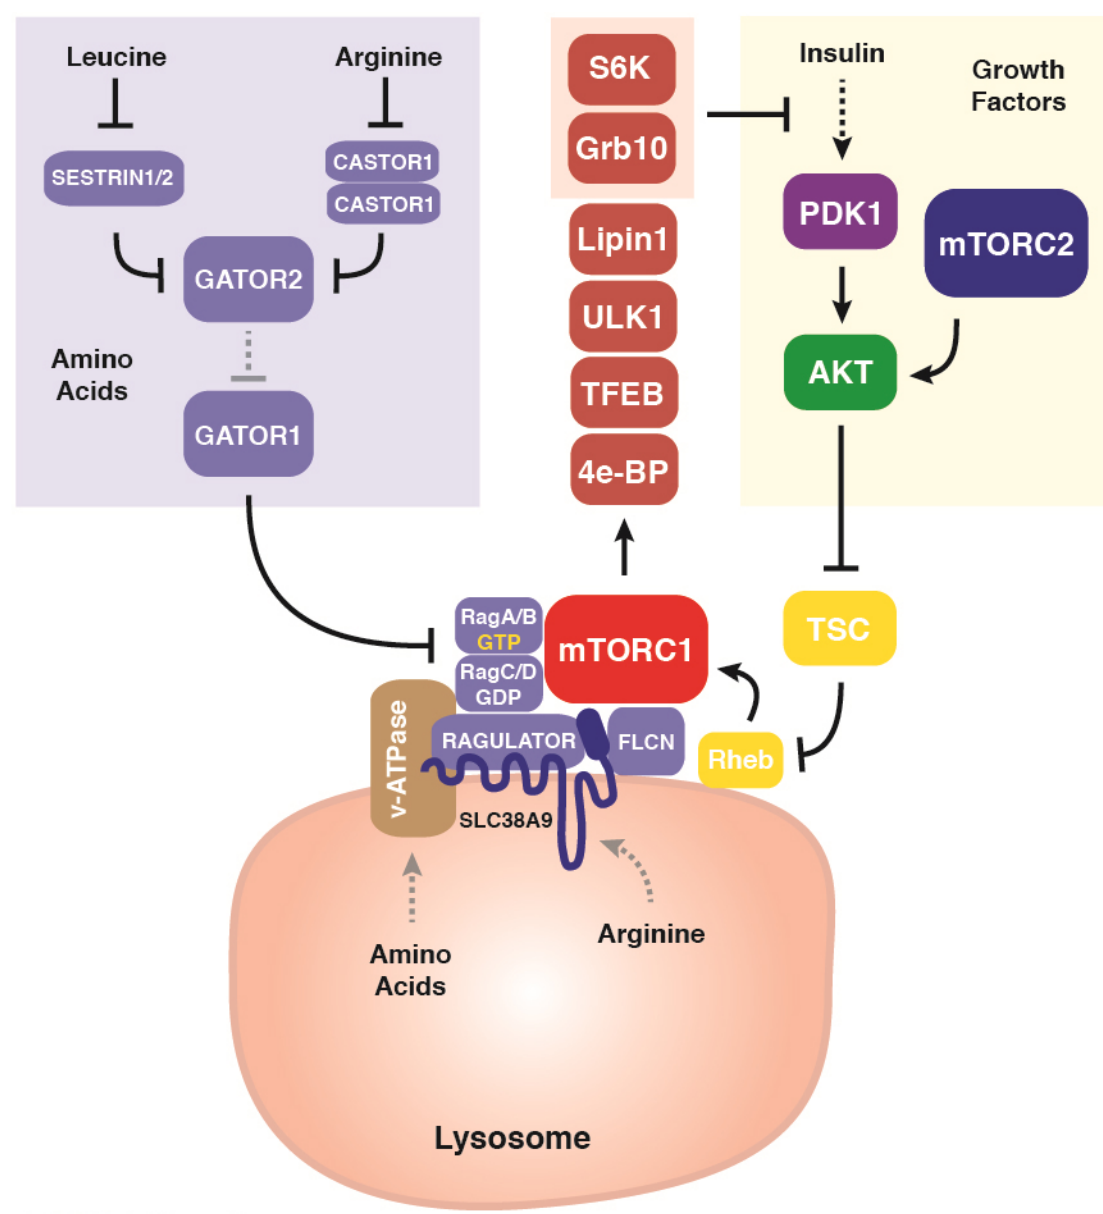 Leucine
Arginine
SESTRIN1/2
CASTOR1
CASTOR1
GATOR2
Amino
Acids
GATOR1
S6K
Grb10
Lipin1
ULK1
TFEB
4e-BP
Insulin
Growth
Factors
PDK1
mTORC2
AKT
TSC
RagA/B
GTP
RagC/D
GDP
mTORC1
v-ATPase
RAGULATOR
FLCN
Rheb
SLC38A9
Amino
Acids
Arginine
Lysosome